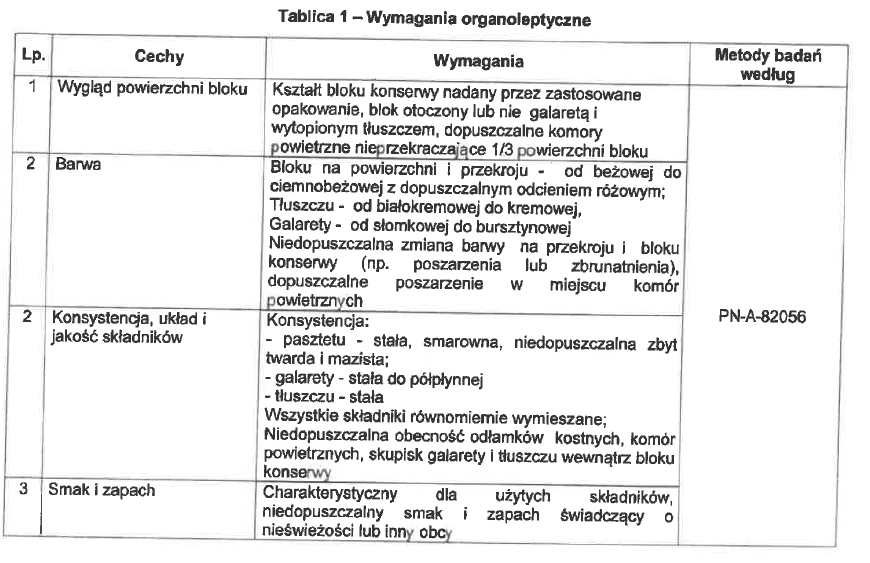 Tablica 1 – Wymagania organoleptyczne
Lp.
Cechy
Wymagania
Metody badań
według
1
Wygląd powierzchni bloku
Kształt bloku konserwy nadany przez zastosowane
opakowanie, blok otoczony lub nie galaretą i
wytopionym tłuszczem, dopuszczalne komory
powietrzne nieprzekraczające 1/3 powierzchni bloku
2
Barwa
Bloku na powierzchni i przekroju - od beżowej do
ciemnobeżowej z dopuszczalnym odcieniem różowym;
Tłuszczu - od białokremowej do kremowej,
Galarety - od słomkowej do bursztynowej
Niedopuszczalna zmiana barwy na przekroju i bloku
konserwy (np. poszarzenia lub zbrunatnienia),
dopuszczalne poszarzenie w miejscu komór
powietrznych
2
Konsystencja, układ i
jakość składników
Konsystencja:
- pasztetu - stała, smarowna, niedopuszczalna zbyt
twarda i mazista;
- galarety - stała do półpłynnej
- tłuszczu - stała
Wszystkie składniki równomiernie wymieszane;
Niedopuszczalna obecność odłamków kostnych, komór
powietrznych, skupisk galarety i tłuszczu wewnątrz bloku
konserwy
PN-A-82056
3
Smak i zapach
Charakterystyczny dla użytych składników,
niedopuszczalny smak i zapach świadczący o
nieświeżości lub inny obcy